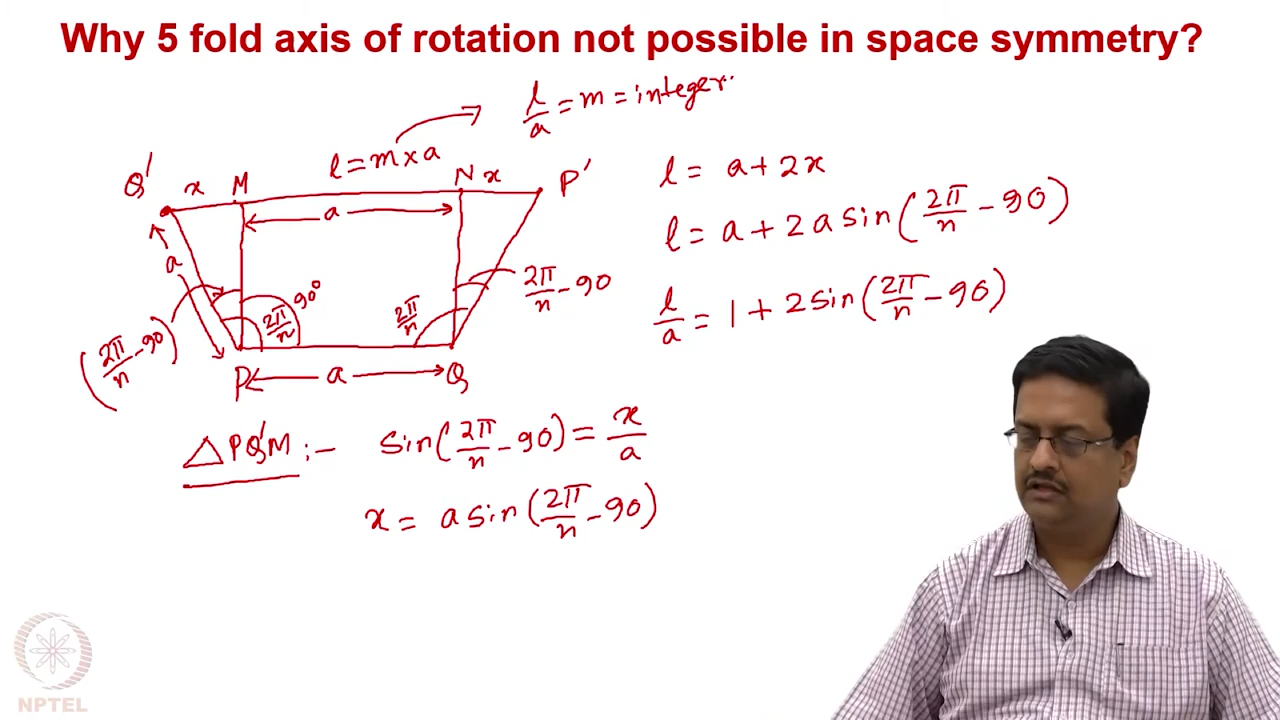 Why 5 fold axis of rotation not possible in space symmetry?
l/a = m = integer
l = m × a
Q' x M N x P'
a
a
90°
2π/n
2π/n
2π/n - 90
(2π/n - 90)
P a Q
l = a + 2x
l = a + 2a sin(2π/n - 90)
l/a = 1 + 2 sin(2π/n - 90)
△PQ'M :- sin(2π/n - 90) = x/a
x = a sin(2π/n - 90)
NPTEL